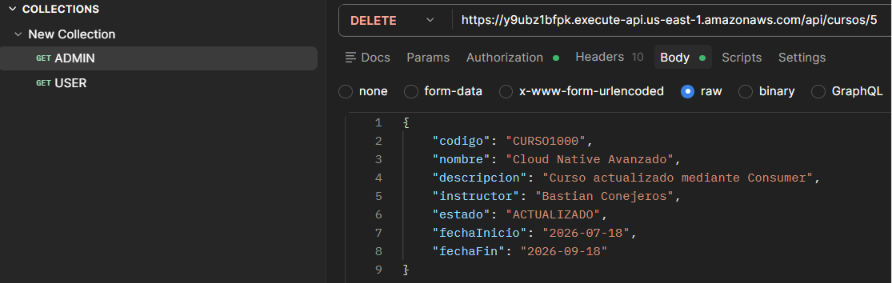 COLLECTIONS
New Collection
GET ADMIN
GET USER
DELETE https://y9ubz1bfpk.execute-api.us-east-1.amazonaws.com/api/cursos/5
Docs Params Authorization Headers 10 Body Scripts Settings
none form-data x-www-form-urlencoded raw binary GraphQL
1 {
2 "codigo": "CURSO1000",
3 "nombre": "Cloud Native Avanzado",
4 "descripcion": "Curso actualizado mediante Consumer",
5 "instructor": "Bastian Conejeros",
6 "estado": "ACTUALIZADO",
7 "fechaInicio": "2026-07-18",
8 "fechaFin": "2026-09-18"
9 }